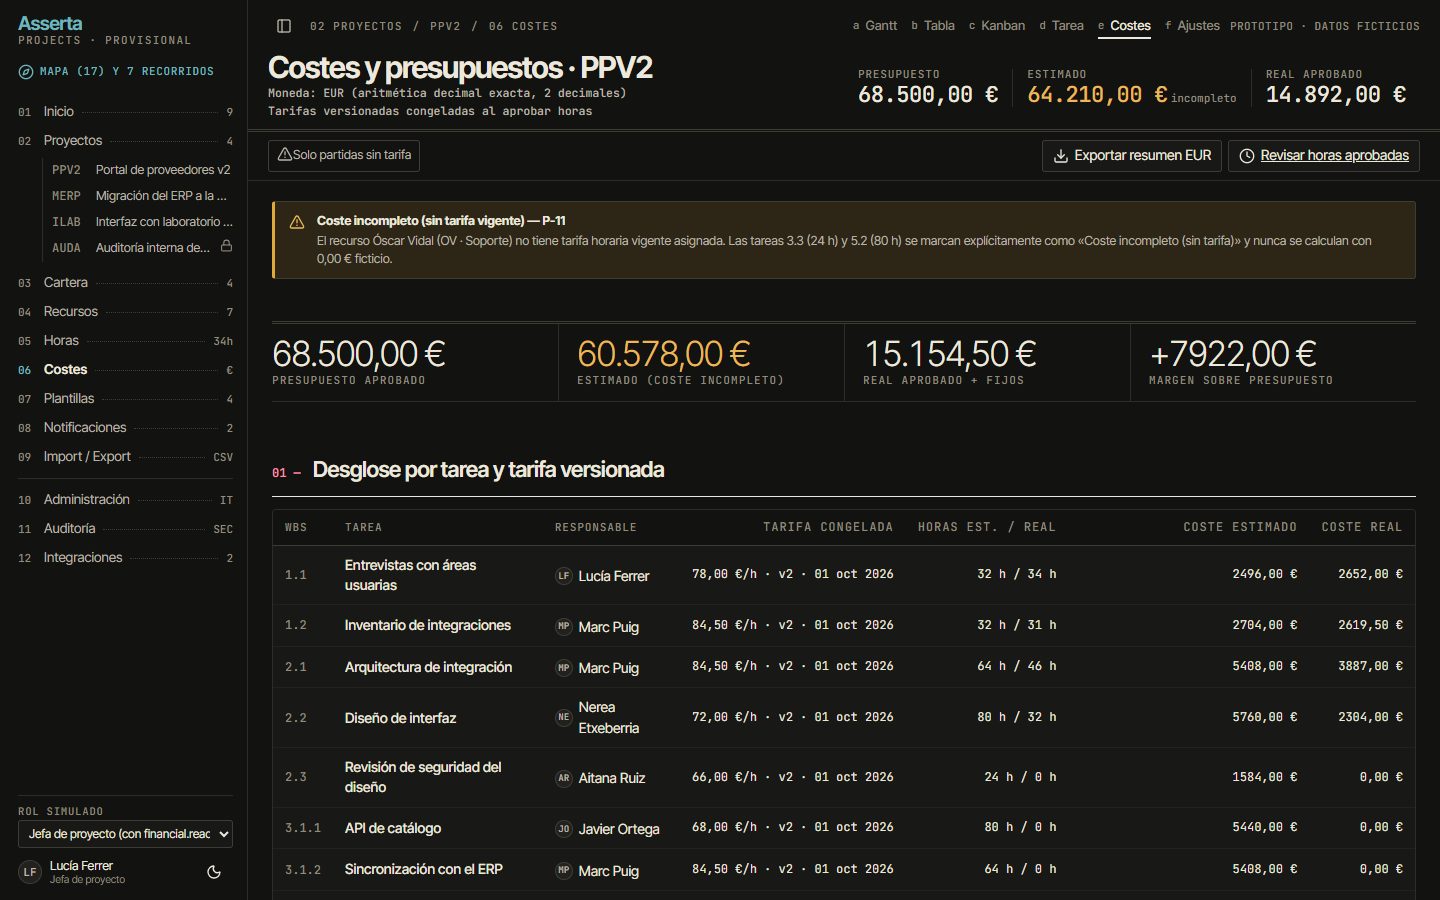 Asserta
PROJECTS · PROVISIONAL
MAPA (17) Y 7 RECORRIDOS
01 Inicio 9
02 Proyectos 4
PPV2 Portal de proveedores v2
MERP Migración del ERP a la ...
ILAB Interfaz con laboratorio ...
AUDA Auditoría interna de...
03 Cartera 4
04 Recursos 7
05 Horas 34h
06 Costes €
07 Plantillas 4
08 Notificaciones 2
09 Import / Export CSV
10 Administración IT
11 Auditoría SEC
12 Integraciones 2
ROL SIMULADO
Jefa de proyecto (con financial.reac
LF Lucía Ferrer
Jefa de proyecto
02 PROYECTOS / PPV2 / 06 COSTES
a Gantt b Tabla c Kanban d Tarea e Costes f Ajustes PROTOTIPO · DATOS FICTICIOS
Costes y presupuestos · PPV2
Moneda: EUR (aritmética decimal exacta, 2 decimales)
Tarifas versionadas congeladas al aprobar horas
PRESUPUESTO
68.500,00 €
ESTIMADO
64.210,00 € incompleto
REAL APROBADO
14.892,00 €
Solo partidas sin tarifa
Exportar resumen EUR
Revisar horas aprobadas
Coste incompleto (sin tarifa vigente) — P-11
El recurso Óscar Vidal (OV · Soporte) no tiene tarifa horaria vigente asignada. Las tareas 3.3 (24 h) y 5.2 (80 h) se marcan explícitamente como «Coste incompleto (sin tarifa)» y nunca se calculan con
0,00 € ficticio.
68.500,00 €
PRESUPUESTO APROBADO
60.578,00 €
ESTIMADO (COSTE INCOMPLETO)
15.154,50 €
REAL APROBADO + FIJOS
+7922,00 €
MARGEN SOBRE PRESUPUESTO
01 — Desglose por tarea y tarifa versionada
WBS TAREA RESPONSABLE TARIFA CONGELADA HORAS EST. / REAL COSTE ESTIMADO COSTE REAL
1.1 Entrevistas con áreas usuarias LF Lucía Ferrer 78,00 €/h · v2 · 01 oct 2026 32 h / 34 h 2496,00 € 2652,00 €
1.2 Inventario de integraciones MP Marc Puig 84,50 €/h · v2 · 01 oct 2026 32 h / 31 h 2704,00 € 2619,50 €
2.1 Arquitectura de integración MP Marc Puig 84,50 €/h · v2 · 01 oct 2026 64 h / 46 h 5408,00 € 3887,00 €
2.2 Diseño de interfaz NE Nerea Etxeberria 72,00 €/h · v2 · 01 oct 2026 80 h / 32 h 5760,00 € 2304,00 €
2.3 Revisión de seguridad del diseño AR Aitana Ruiz 66,00 €/h · v2 · 01 oct 2026 24 h / 0 h 1584,00 € 0,00 €
3.1.1 API de catálogo JO Javier Ortega 68,00 €/h · v2 · 01 oct 2026 80 h / 0 h 5440,00 € 0,00 €
3.1.2 Sincronización con el ERP MP Marc Puig 84,50 €/h · v2 · 01 oct 2026 64 h / 0 h 5408,00 € 0,00 €